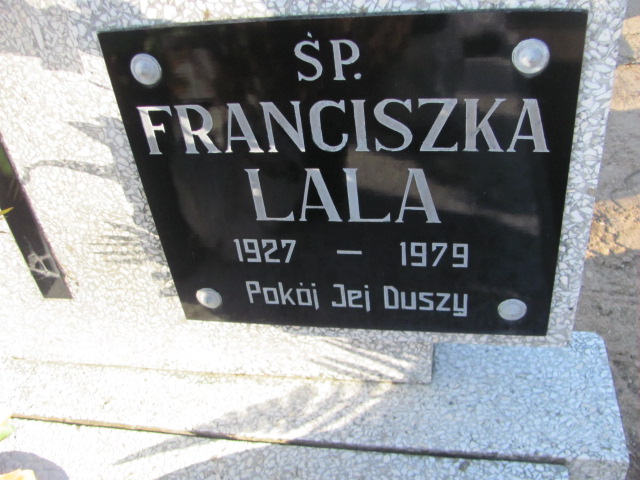 ŚP.
FRANCISZKA
LALA
1927 — 1979
Pokój Jej Duszy